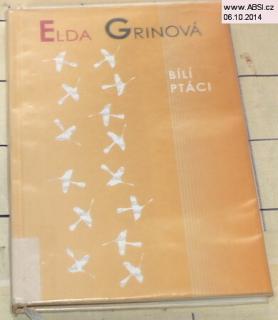 www.ABSI.cz
06.10.2014
ELDA GRINOVÁ
BÍLÍ
PTÁCI